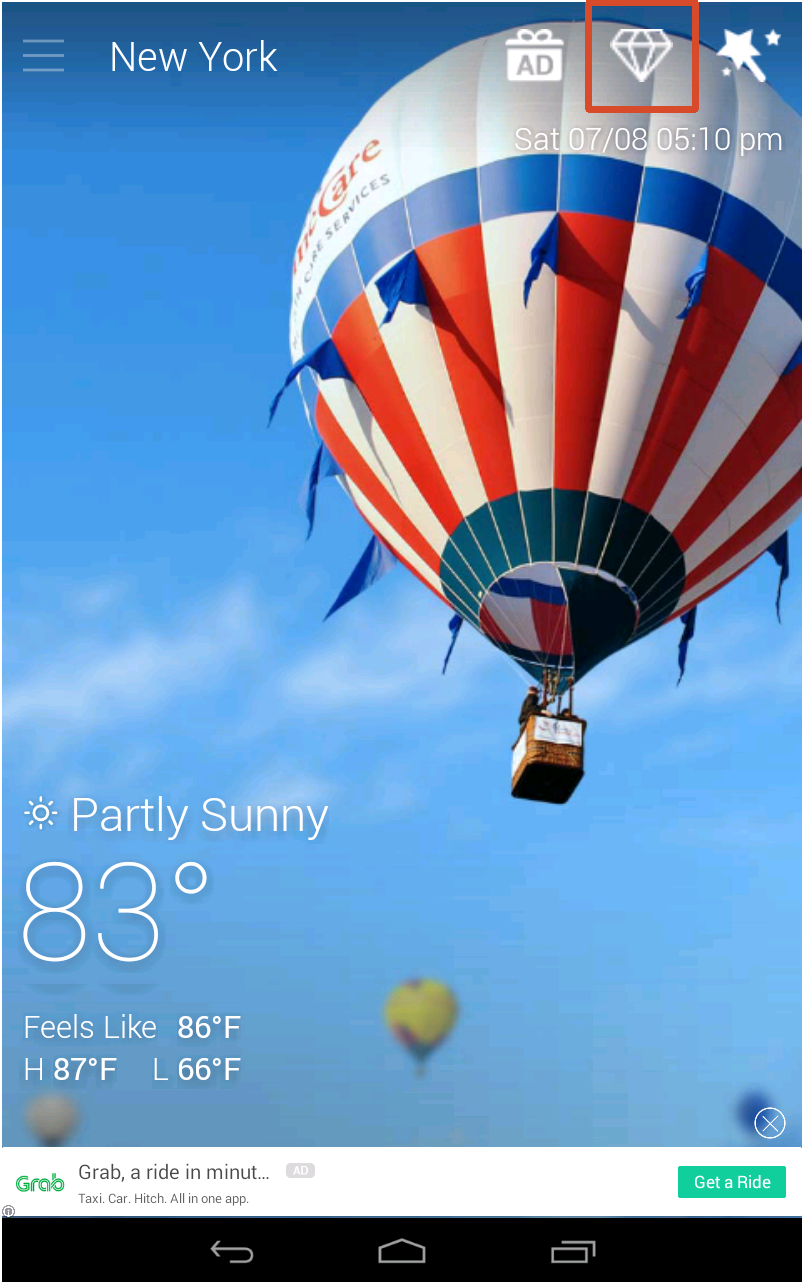 New York
AD
Sat 07/08 05:10 pm
Care
CARE SERVICES
Partly Sunny
83°
Feels Like 86°F
H 87°F L 66°F
Grab
Grab, a ride in minut... AD
Taxi. Car. Hitch. All in one app.
Get a Ride